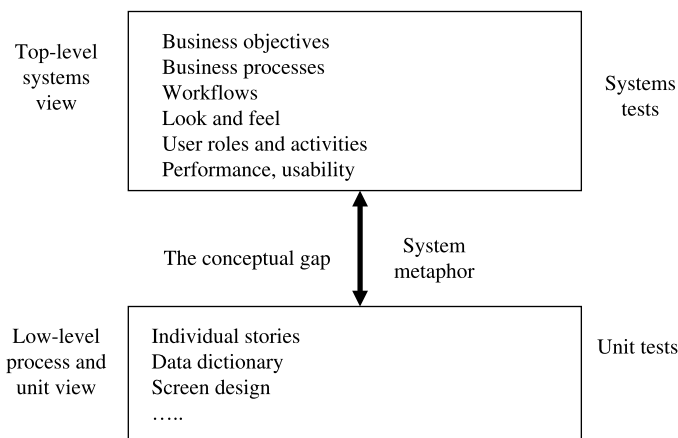 Top-level
systems
view
Business objectives
Business processes
Workflows
Look and feel
User roles and activities
Performance, usability
Systems
tests
The conceptual gap
System
metaphor
Low-level
process and
unit view
Individual stories
Data dictionary
Screen design
…..
Unit tests